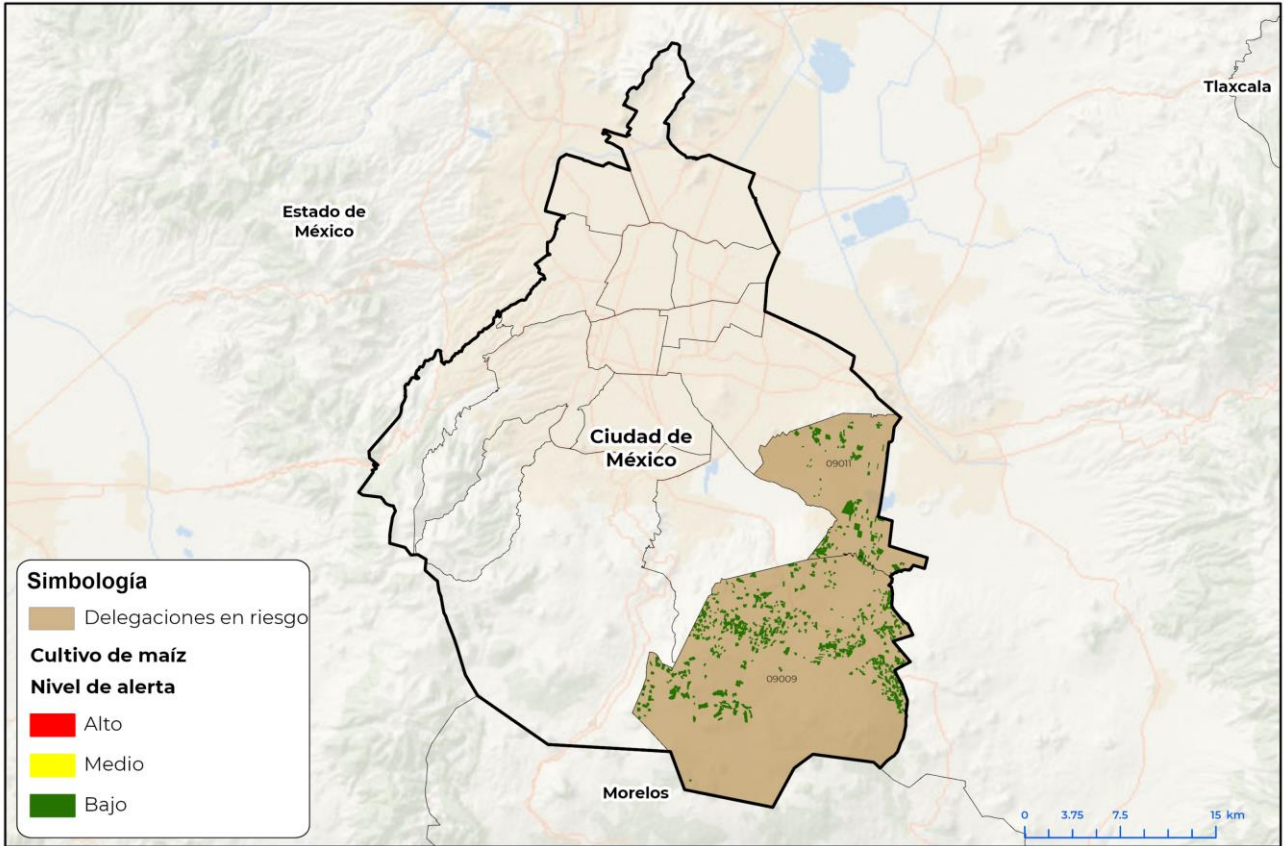 Tlaxcala
Estado de
México
Ciudad de
México
09011
09009
Morelos
Simbología
Delegaciones en riesgo
Cultivo de maíz
Nivel de alerta
Alto
Medio
Bajo
0 3.75 7.5 15 km